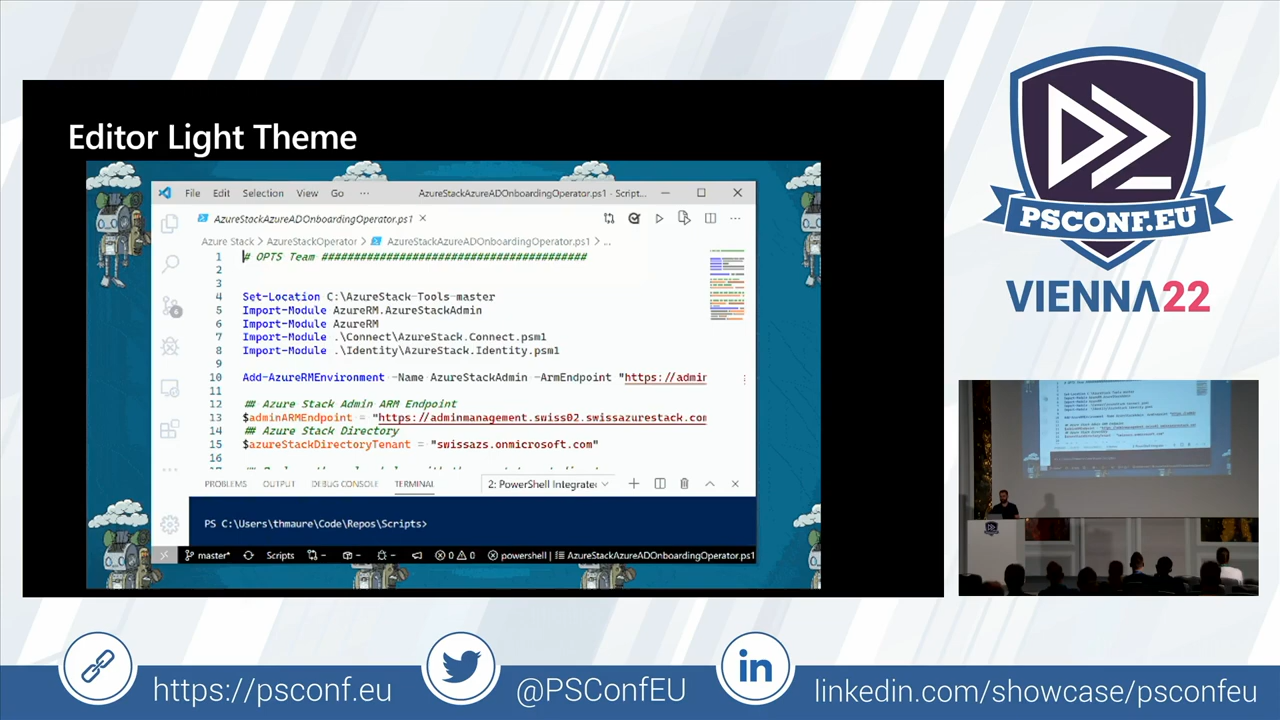 Editor Light Theme
File Edit Selection View Go ··· AzureStackAzureADOnboardingOperator.ps1 - Script...
AzureStackAzureADOnboardingOperator.ps1
Azure Stack > AzureStackOperator > AzureStackAzureADOnboardingOperator.ps1 > ...
1 # OPTS Team #########################################
2
3
4 Set-Location C:\AzureStack-Tools-master
5 Import-Module AzureRM.AzureStackAdmin
6 Import-Module AzureRM
7 Import-Module .\Connect\AzureStack.Connect.psm1
8 Import-Module .\Identity\AzureStack.Identity.psm1
9
10 Add-AzureRMEnvironment -Name AzureStackAdmin -ArmEndpoint "https://admin
11
12 ## Azure Stack Admin ARM Endpoint
13 $adminARMEndpoint = "https://adminmanagement.swiss02.swissazurestack.com
14 ## Azure Stack Directory
15 $azureStackDirectoryTenant = "swissazs.onmicrosoft.com"
16
PROBLEMS OUTPUT DEBUG CONSOLE TERMINAL 2: PowerShell Integrated
PS C:\Users\thmaure\Code\Repos\Scripts>
master* Scripts 0 0 powershell AzureStackAzureADOnboardingOperator.ps1
PSCONF.EU
VIENNA22
https://psconf.eu
@PSConfEU
in
linkedin.com/showcase/psconfeu